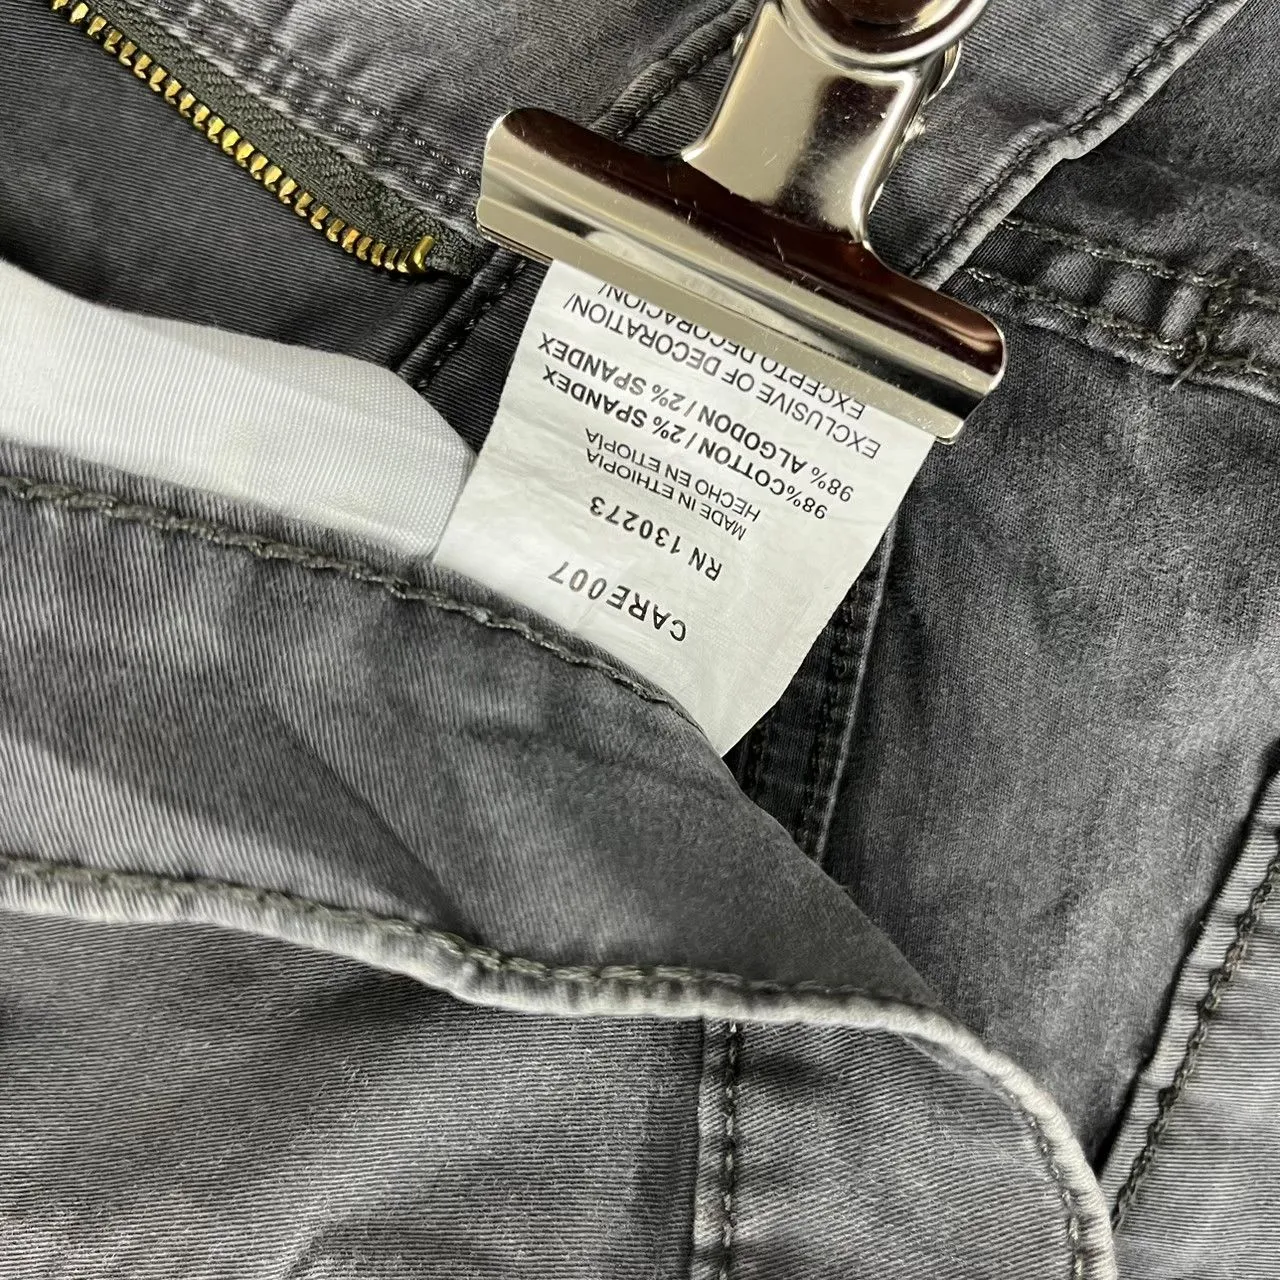 CARE007
RN 130273
MADE IN ETHIOPIA
HECHO EN ETIOPIA
98%COTTON / 2% SPANDEX
98% ALGODON / 2% SPANDEX
EXCLUSIVE OF DECORATION/
EXCEPTO DECORACION/